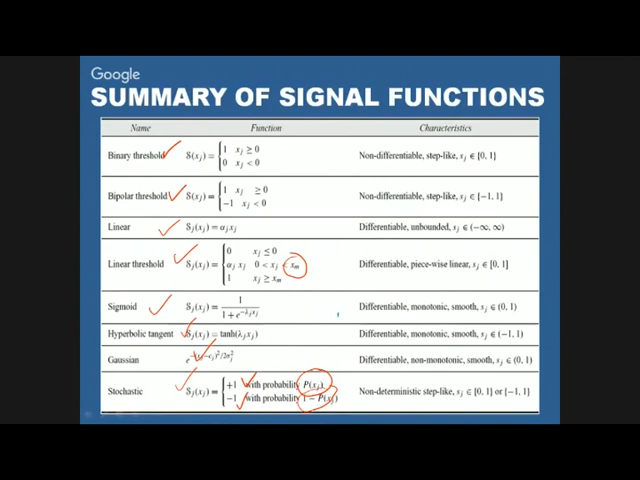 Google
SUMMARY OF SIGNAL FUNCTIONS
Name Function Characteristics
Binary threshold S(xⱼ) = { 1 xⱼ ≥ 0 Non-differentiable, step-like, sⱼ ∈ [0, 1]
0 xⱼ < 0
Bipolar threshold S(xⱼ) = { 1 xⱼ ≥ 0 Non-differentiable, step-like, sⱼ ∈ [-1, 1]
-1 xⱼ < 0
Linear Sⱼ(xⱼ) = αⱼxⱼ Differentiable, unbounded, sⱼ ∈ (-∞, ∞)
0 xⱼ ≤ 0
Linear threshold Sⱼ(xⱼ) = { αⱼ xⱼ 0 < xⱼ < xₘ Differentiable, piece-wise linear, sⱼ ∈ [0, 1]
1 xⱼ ≥ xₘ
Sigmoid Sⱼ(xⱼ) = 1 / (1 + e^(-λⱼxⱼ)) Differentiable, monotonic, smooth, sⱼ ∈ (0, 1)
Hyperbolic tangent Sⱼ(xⱼ) = tanh(λⱼxⱼ) Differentiable, monotonic, smooth, sⱼ ∈ (-1, 1)
Gaussian e^(-(xⱼ-cⱼ)²/2σⱼ²) Differentiable, non-monotonic, smooth, sⱼ ∈ (0, 1)
Stochastic Sⱼ(xⱼ) = { +1 with probability P(xⱼ) Non-deterministic step-like, sⱼ ∈ [0, 1] or [-1, 1]
-1 with probability 1 - P(xⱼ)